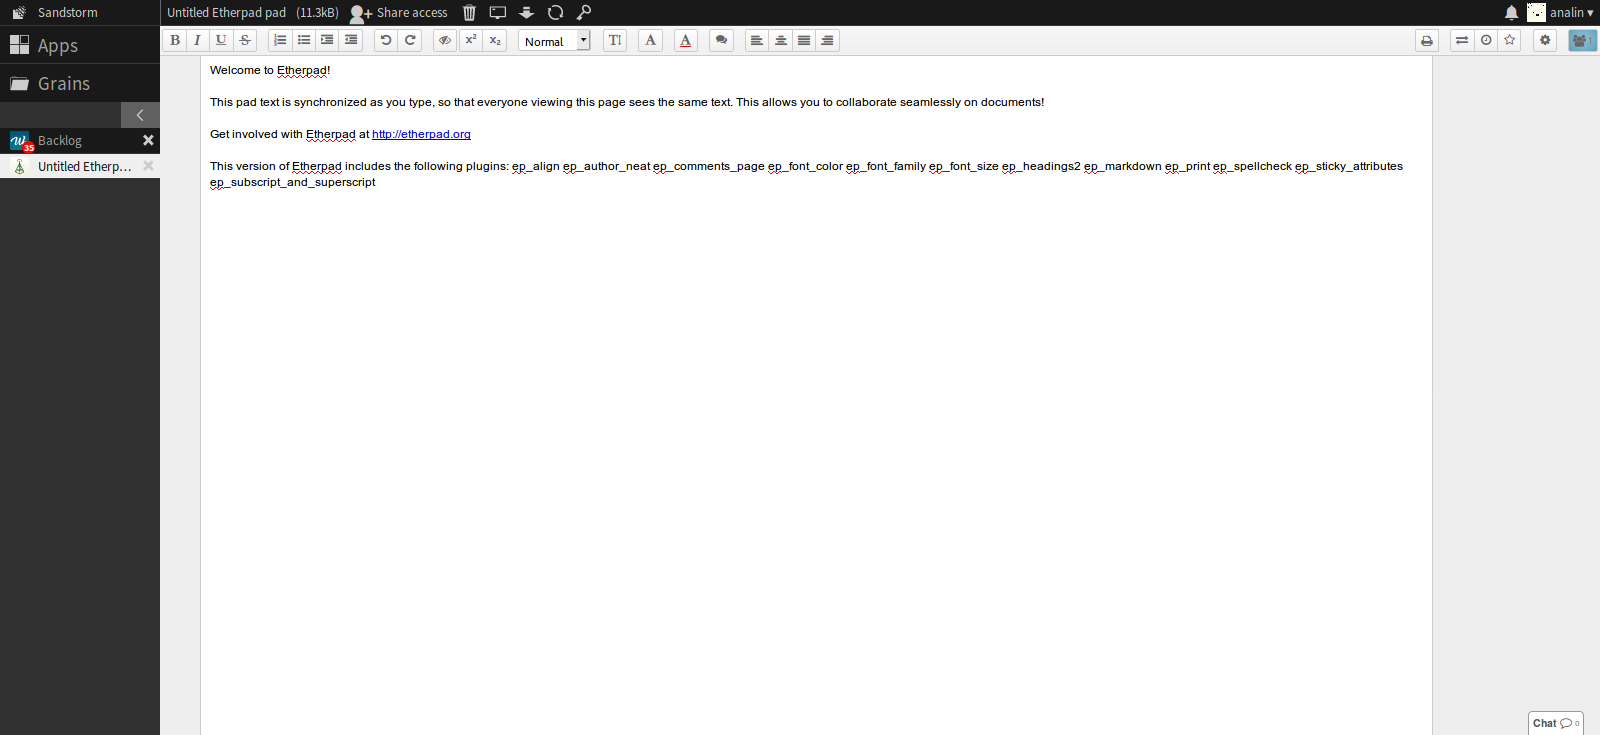 Sandstorm
Untitled Etherpad pad (11.3kB) Share access
analin ▾
Apps
Grains
Backlog
35
Untitled Etherp...
B I U S x² x₂ Normal T! A A 1
Welcome to Etherpad!
This pad text is synchronized as you type, so that everyone viewing this page sees the same text. This allows you to collaborate seamlessly on documents!
Get involved with Etherpad at http://etherpad.org
This version of Etherpad includes the following plugins: ep_align ep_author_neat ep_comments_page ep_font_color ep_font_family ep_font_size ep_headings2 ep_markdown ep_print ep_spellcheck ep_sticky_attributes
ep_subscript_and_superscript
Chat 0